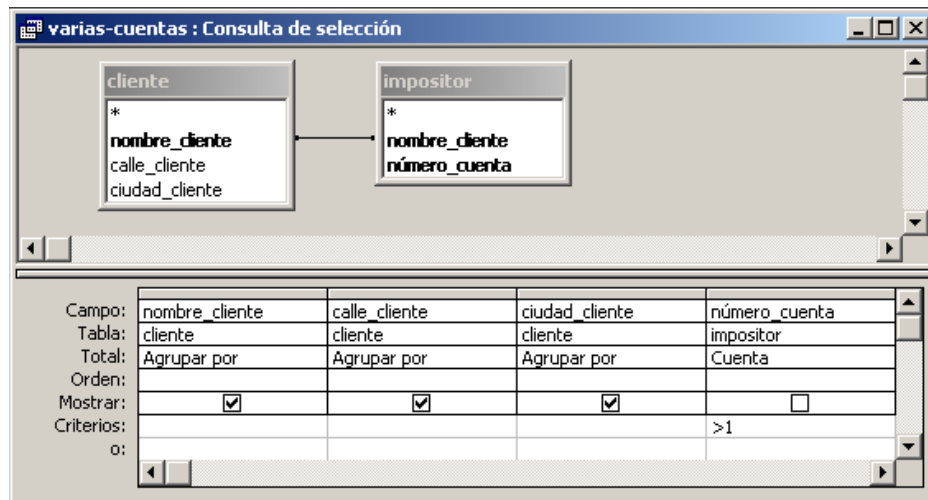 varias-cuentas : Consulta de selección
cliente
*
nombre_cliente
calle_cliente
ciudad_cliente
impositor
*
nombre_cliente
número_cuenta
Campo: nombre_cliente calle_cliente ciudad_cliente número_cuenta
Tabla: cliente cliente cliente impositor
Total: Agrupar por Agrupar por Agrupar por Cuenta
Orden:
Mostrar:
Criterios: >1
o: